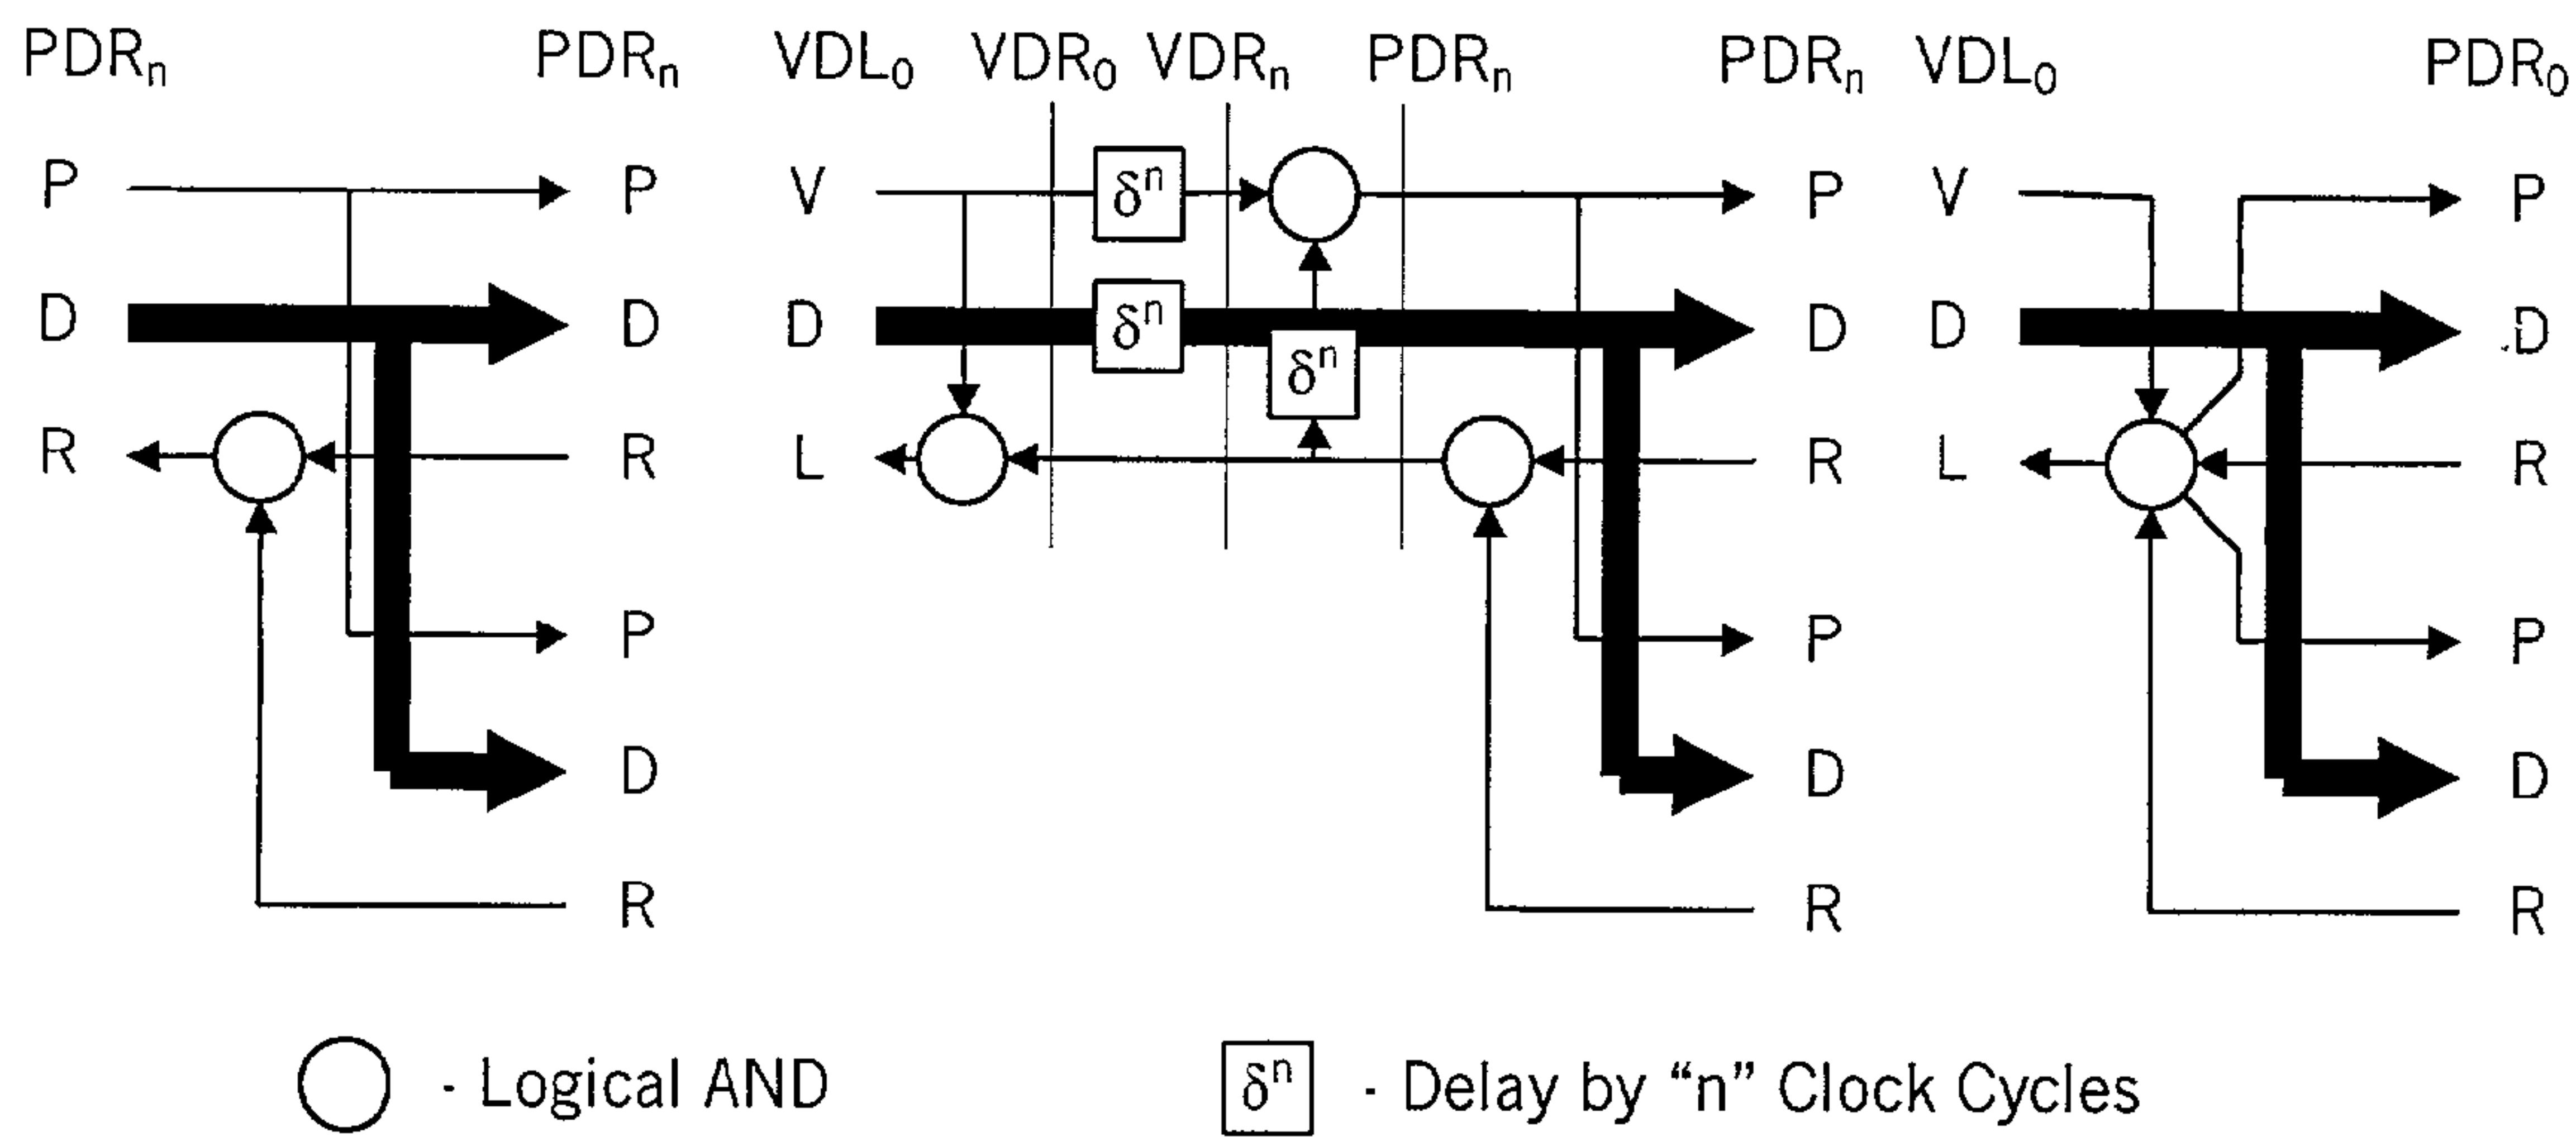 PDRn PDRn VDL0 VDR0 VDRn PDRn PDRn VDL0 PDR0
P P V δn P V P
D D D δn D D D
δn
R R L R L R
P P P
D D D
R R R
- Logical AND δn - Delay by “n” Clock Cycles